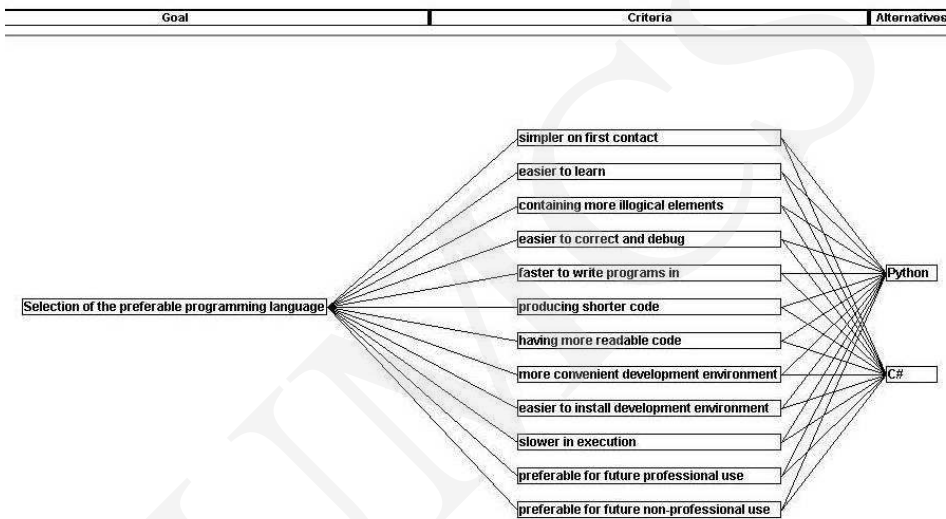 Goal Criteria Alternatives
simpler on first contact
easier to learn
containing more illogical elements
easier to correct and debug
faster to write programs in
Python
Selection of the preferable programming language
producing shorter code
having more readable code
more convenient development environment
C#
easier to install development environment
slower in execution
preferable for future professional use
preferable for future non-professional use
UMCS